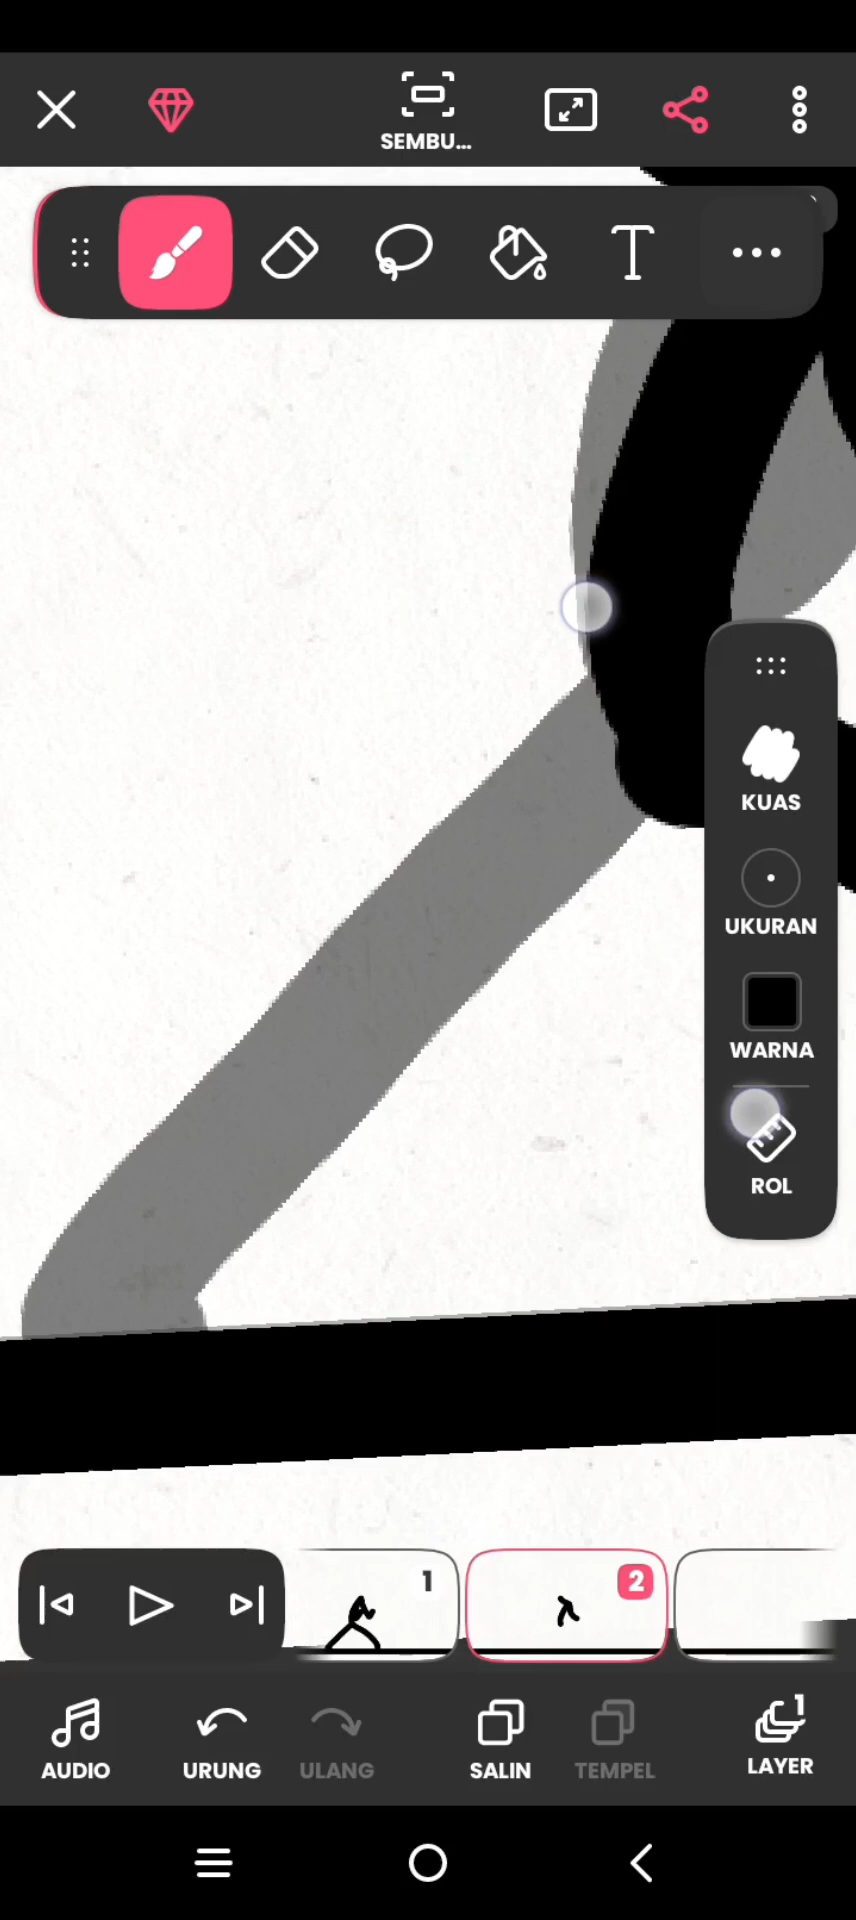 SEMBU...
T
KUAS
UKURAN
WARNA
ROL
1
2
1
AUDIO
URUNG
ULANG
SALIN
TEMPEL
LAYER